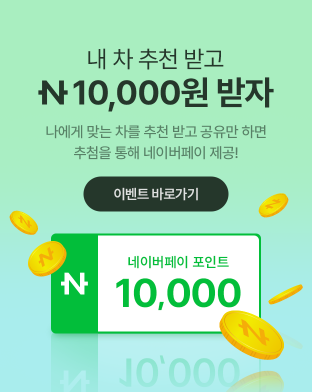 내 차 추천 받고
N 10,000원 받자
나에게 맞는 차를 추천 받고 공유만 하면
추첨을 통해 네이버페이 제공!
이벤트 바로가기
네이버페이 포인트
N
10,000